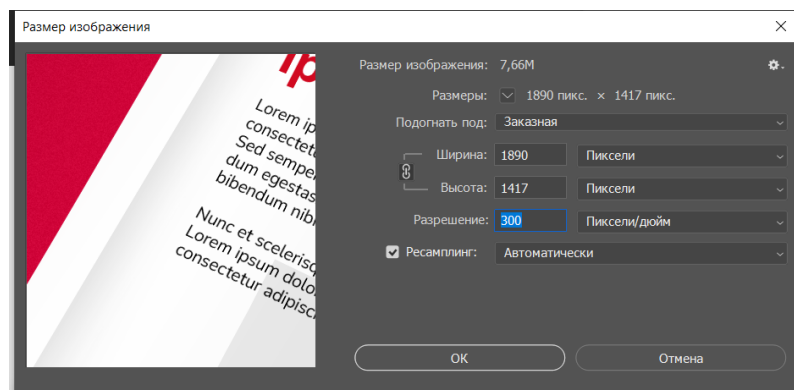 Размер изображения
Размер изображения: 7,66M
Размеры: 1890 пикс. × 1417 пикс.
Подогнать под: Заказная
Ширина: 1890 Пиксели
Высота: 1417 Пиксели
Разрешение: 300 Пиксели/дюйм
Ресамплинг: Автоматически
OK
Отмена
Ip
Lorem ip
consectet
Sed sempe
dum egestas
bibendum nib
Nunc et scelerisq
Lorem ipsum dolo
consectetur adipisc